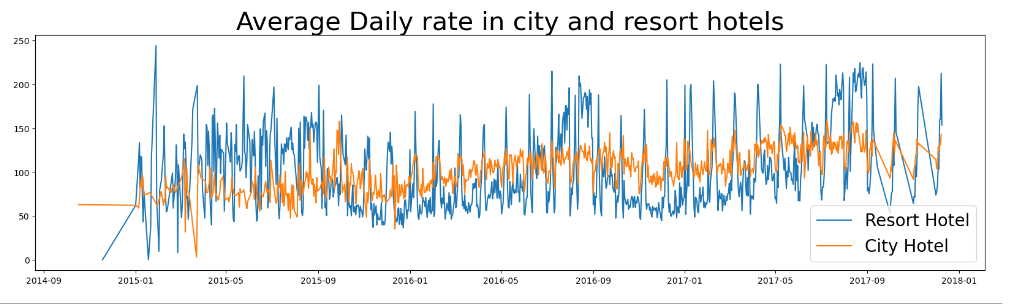 Average Daily rate in city and resort hotels
250
200
150
100
50
0
2014-09 2015-01 2015-05 2015-09 2016-01 2016-05 2016-09 2017-01 2017-05 2017-09 2018-01
Resort Hotel
City Hotel